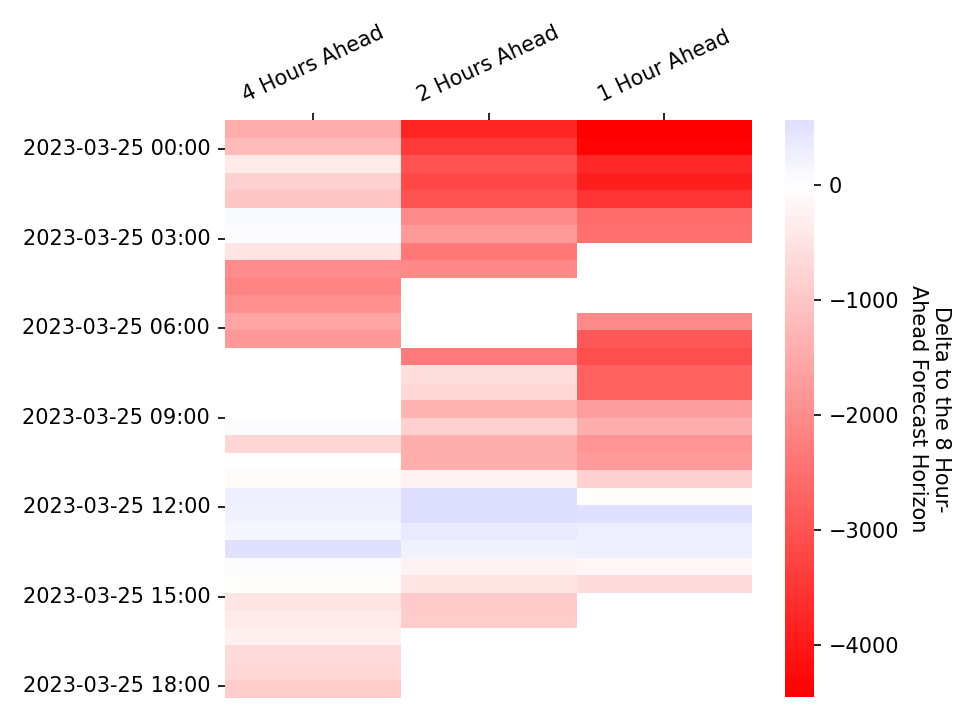 4 Hours Ahead
2 Hours Ahead
1 Hour Ahead
2023-03-25 00:00
2023-03-25 03:00
2023-03-25 06:00
2023-03-25 09:00
2023-03-25 12:00
2023-03-25 15:00
2023-03-25 18:00
0
−1000
−2000
−3000
−4000
Delta to the 8 Hour-
Ahead Forecast Horizon